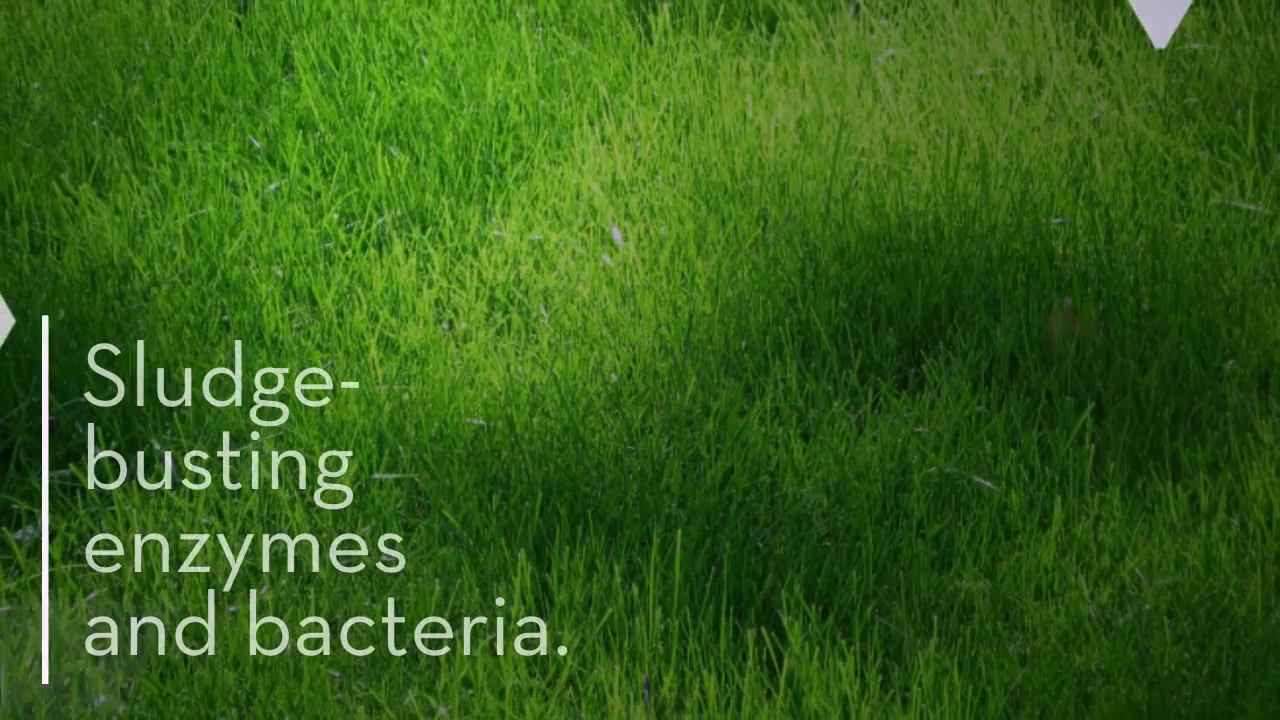 Sludge-
busting
enzymes
and bacteria.